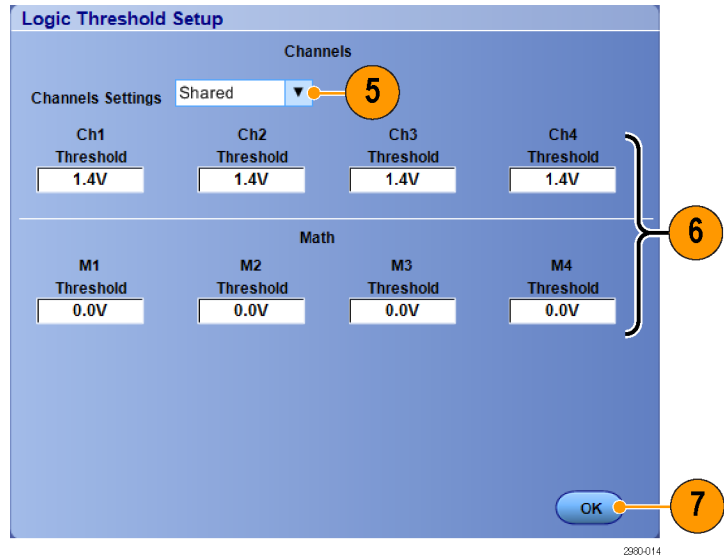 Logic Threshold Setup
Channels
Channels Settings Shared 5
Ch1 Ch2 Ch3 Ch4
Threshold Threshold Threshold Threshold
1.4V 1.4V 1.4V 1.4V
6
Math
M1 M2 M3 M4
Threshold Threshold Threshold Threshold
0.0V 0.0V 0.0V 0.0V
OK 7
2980-014